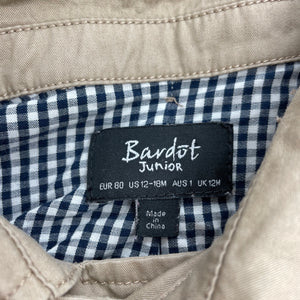 Bardot
JUNIOR
EUR 80 US 12-18M AUS 1 UK 12M
Made
in
China